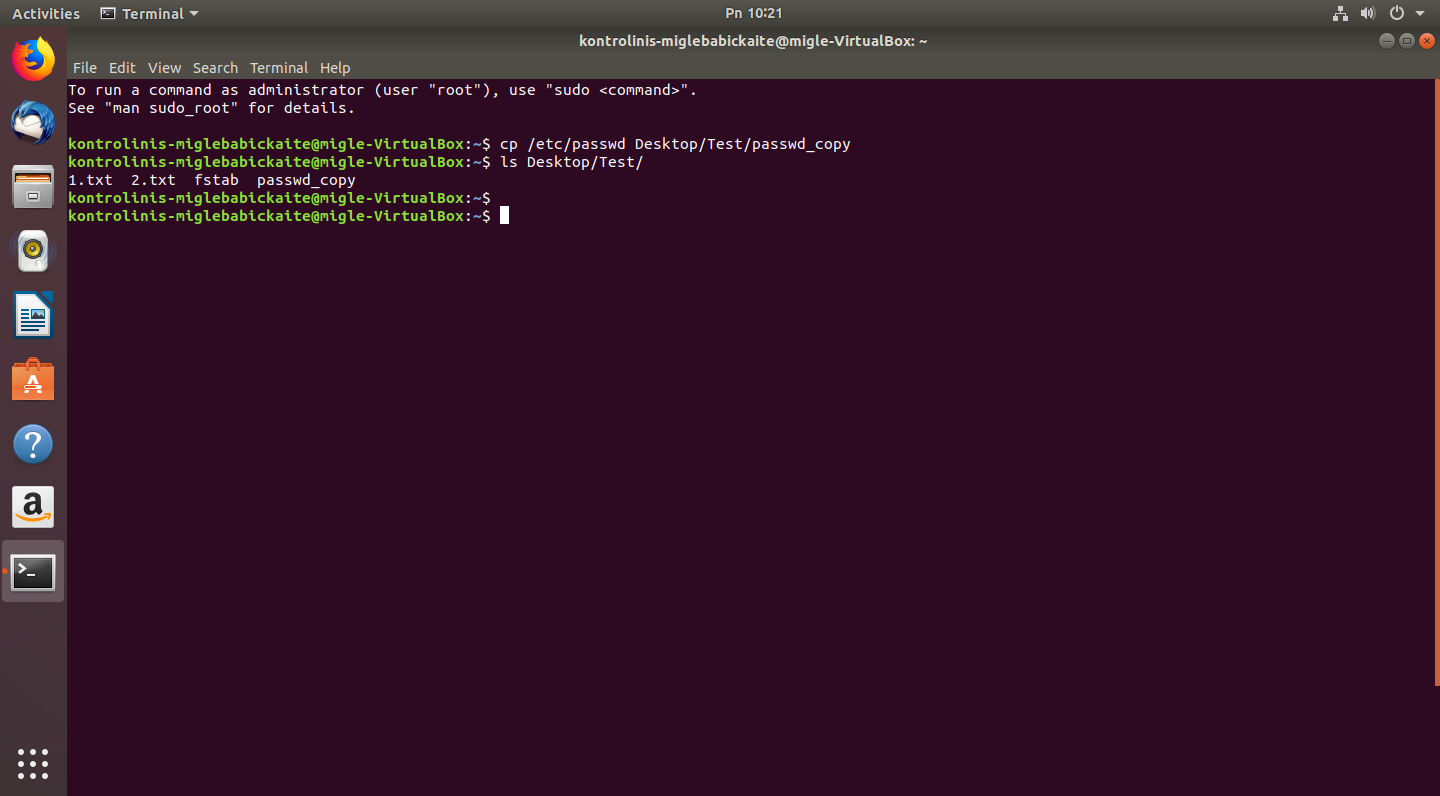 Activities Terminal Pn 10:21
kontrolinis-miglebabickaite@migle-VirtualBox: ~
File Edit View Search Terminal Help
To run a command as administrator (user "root"), use "sudo <command>".
See "man sudo_root" for details.
kontrolinis-miglebabickaite@migle-VirtualBox:~$ cp /etc/passwd Desktop/Test/passwd_copy
kontrolinis-miglebabickaite@migle-VirtualBox:~$ ls Desktop/Test/
1.txt  2.txt  fstab  passwd_copy
kontrolinis-miglebabickaite@migle-VirtualBox:~$
kontrolinis-miglebabickaite@migle-VirtualBox:~$